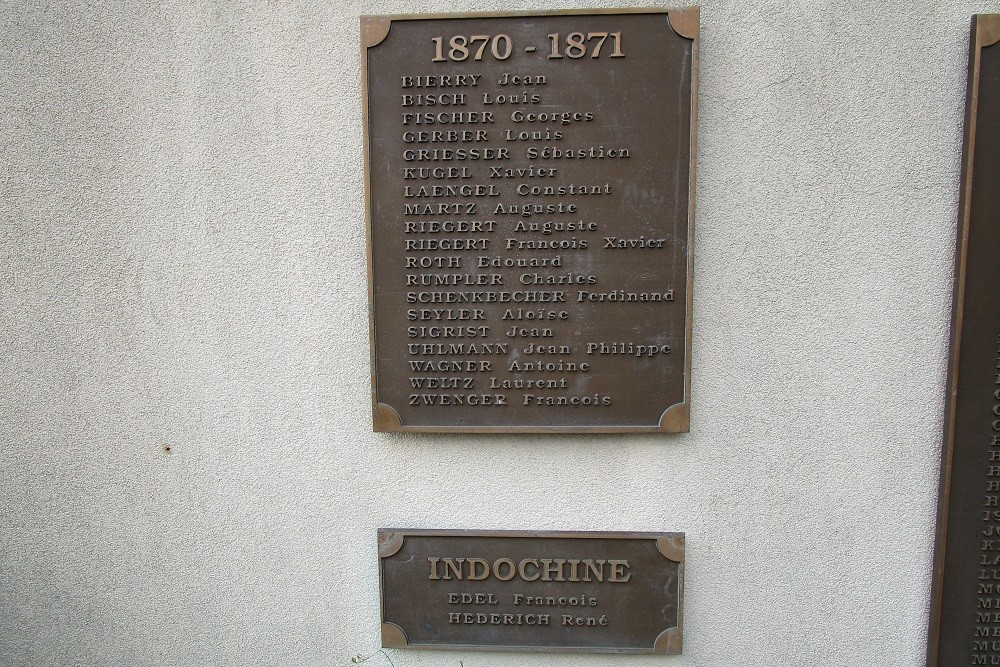 1870 - 1871
BIERRY Jean
BISCH Louis
FISCHER Georges
GERBER Louis
GRIESSER Sébastien
KUGEL Xavier
LAENGEL Constant
MARTZ Auguste
RIEGERT Auguste
RIEGERT Francois Xavier
ROTH Edouard
RUMPLER Charles
SCHENKBECHER Ferdinand
SEYLER Aloïse
SIGRIST Jean
UHLMANN Jean Philippe
WAGNER Antoine
WEITZ Laurent
ZWENGER Francois
INDOCHINE
EDEL Francois
HEDERICH René